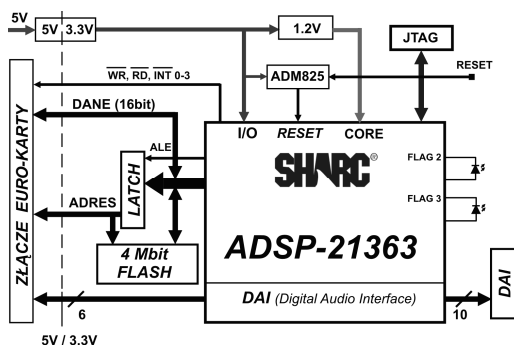 5V
5V
3.3V
1.2V
JTAG
WR, RD, INT 0-3
ADM825
RESET
DANE (16bit)
I/O
RESET
CORE
ZŁĄCZE EURO-KARTY
ALE
LATCH
SHARC®
FLAG 2
ADRES
FLAG 3
4 Mbit
FLASH
ADSP-21363
DAI (Digital Audio Interface)
DAI
6
10
5V / 3.3V